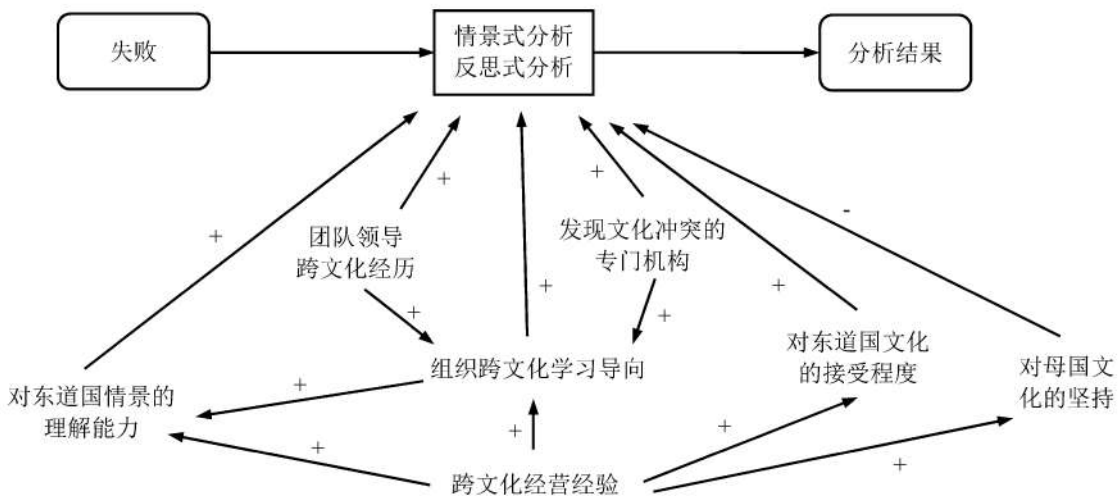 失败
情景式分析
反思式分析
分析结果
+
+
+
-
团队领导
跨文化经历
发现文化冲突的
专门机构
+
+
+
+
对东道国文化
的接受程度
组织跨文化学习导向
对母国文化
化的坚持
对东道国情景的
理解能力
+
+
+
+
+
跨文化经营经验